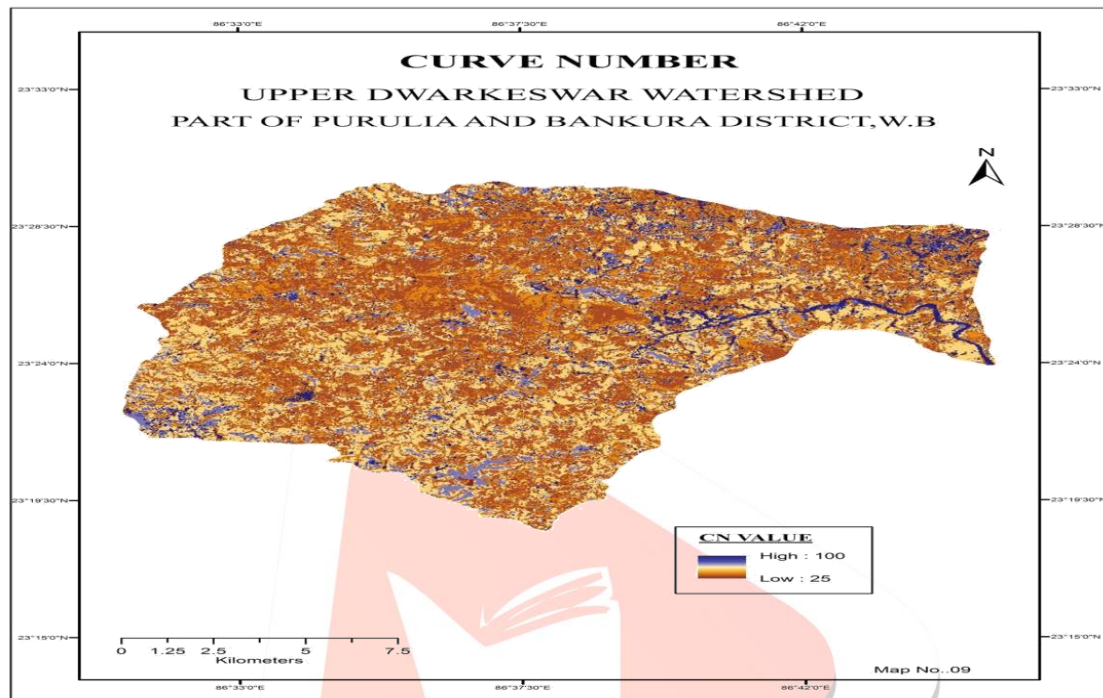 86°33'0"E 86°37'30"E 86°42'0"E
CURVE NUMBER
23°33'0"N 23°33'0"N
UPPER DWARKESWAR WATERSHED
PART OF PURULIA AND BANKURA DISTRICT,W.B
N
23°28'30"N 23°28'30"N
23°24'0"N 23°24'0"N
23°19'30"N 23°19'30"N
CN VALUE
High : 100
Low : 25
23°15'0"N 23°15'0"N
0 1.25 2.5 5 7.5
Kilometers
Map No..09
86°33'0"E 86°37'30"E 86°42'0"E